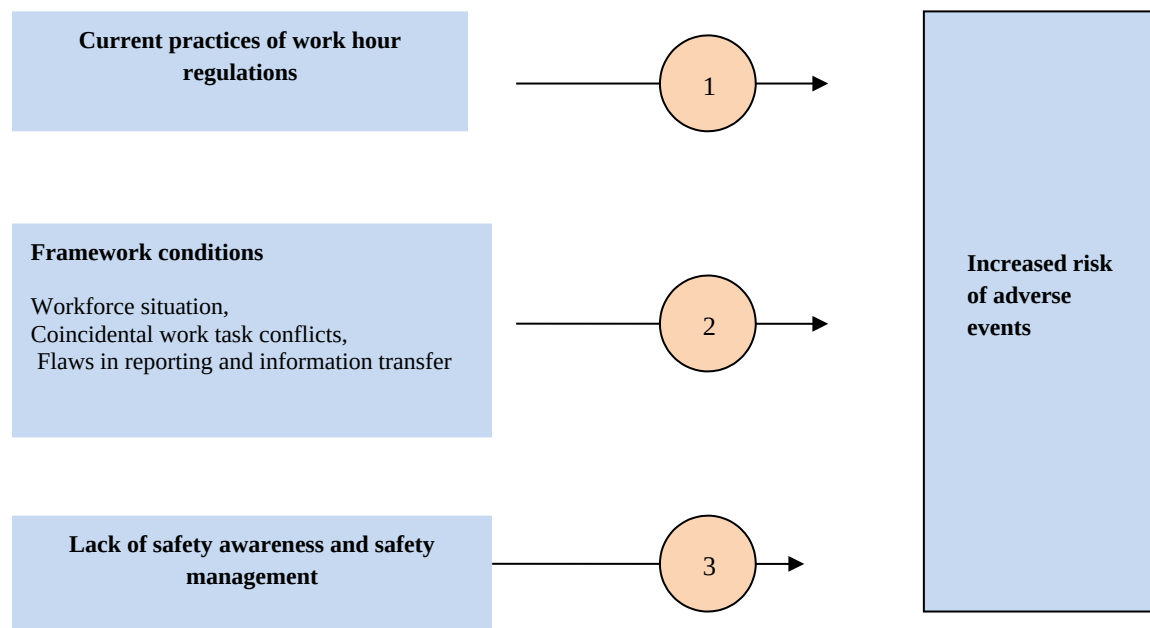 Current practices of work hour
regulations
1
Framework conditions
Workforce situation,
Coincidental work task conflicts,
Flaws in reporting and information transfer
2
Lack of safety awareness and safety
management
3
Increased risk
of adverse
events